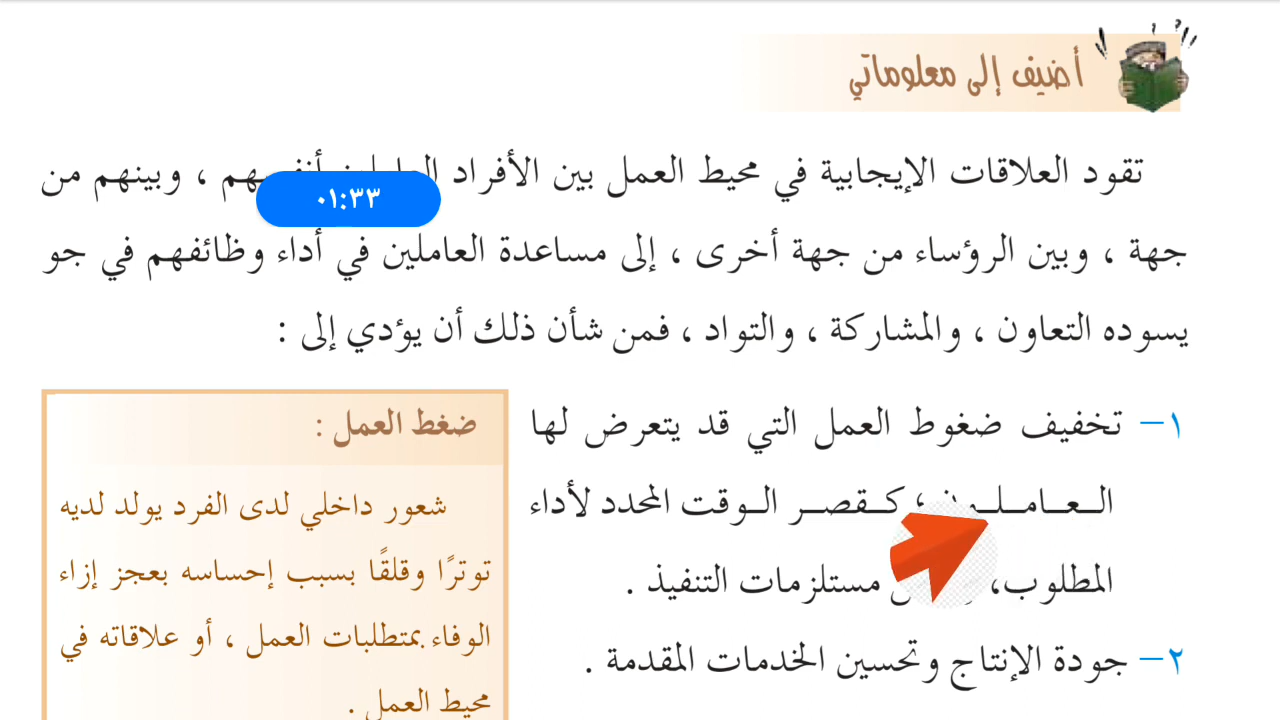 أضيف إلى معلوماتي
تقود العلاقات الإيجابية في محيط العمل بين الأفراد ، وبينهم من
٠١:٣٣
جهة ، وبين الرؤساء من جهة أخرى ، إلى مساعدة العاملين في أداء وظائفهم في جو
يسوده التعاون ، والمشاركة ، والتواد ، فمن شأن ذلك أن يؤدي إلى :
١– تخفيف ضغوط العمل التي قد يتعرض لها
كـقصـر الـوقت المحدد لأداء
المطلوب، مستلزمات التنفيذ .
٢– جودة الإنتاج وتحسين الخدمات المقدمة .
ضغط العمل :
شعور داخلي لدى الفرد يولد لديه
توترًا وقلقًا بسبب إحساسه بعجز إزاء
الوفاء بمتطلبات العمل ، أو علاقاته في
محيط العمل .